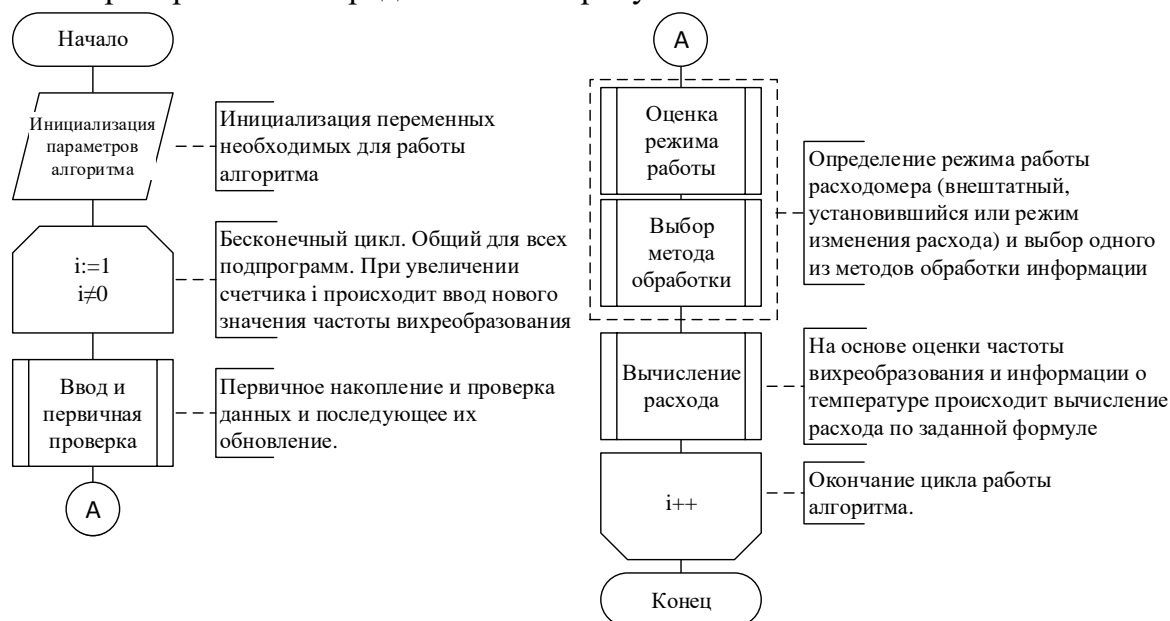 Начало
Инициализация
параметров
алгоритма
Инициализация переменных
необходимых для работы
алгоритма
i:=1
i≠0
Бесконечный цикл. Общий для всех
подпрограмм. При увеличении
счетчика i происходит ввод нового
значения частоты вихреобразования
Ввод и
первичная
проверка
Первичное накопление и проверка
данных и последующее их
обновление.
А
А
Оценка
режима
работы
Выбор
метода
обработки
Определение режима работы
расходомера (внештатный,
установившийся или режим
изменения расхода) и выбор одного
из методов обработки информации
Вычисление
расхода
На основе оценки частоты
вихреобразования и информации о
температуре происходит вычисление
расхода по заданной формуле
i++
Окончание цикла работы
алгоритма.
Конец